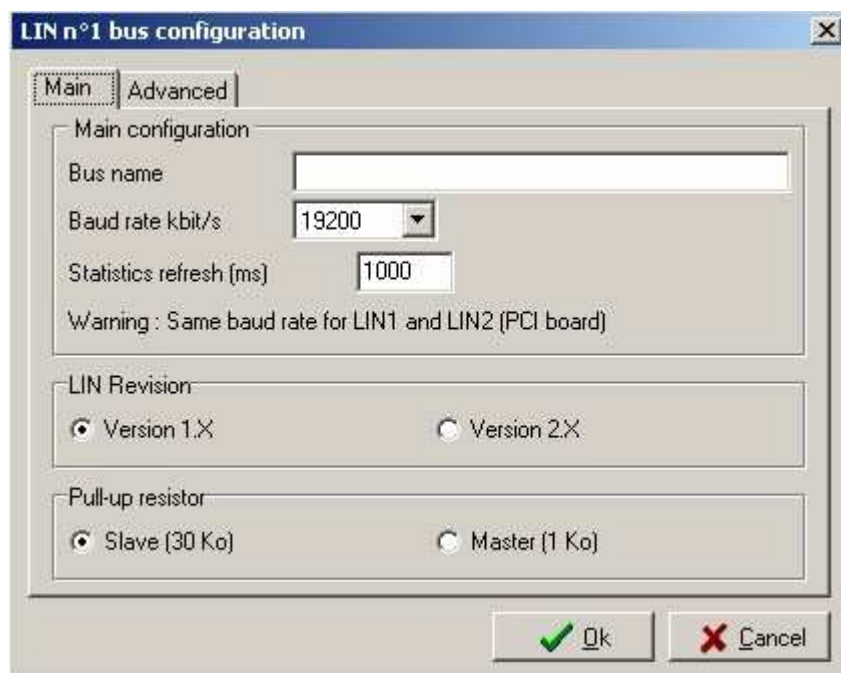 LIN n°1 bus configuration
Main Advanced
Main configuration
Bus name
Baud rate kbit/s 19200
Statistics refresh (ms) 1000
Warning : Same baud rate for LIN1 and LIN2 (PCI board)
LIN Revision
Version 1.X Version 2.X
Pull-up resistor
Slave (30 Ko) Master (1 Ko)
Ok Cancel